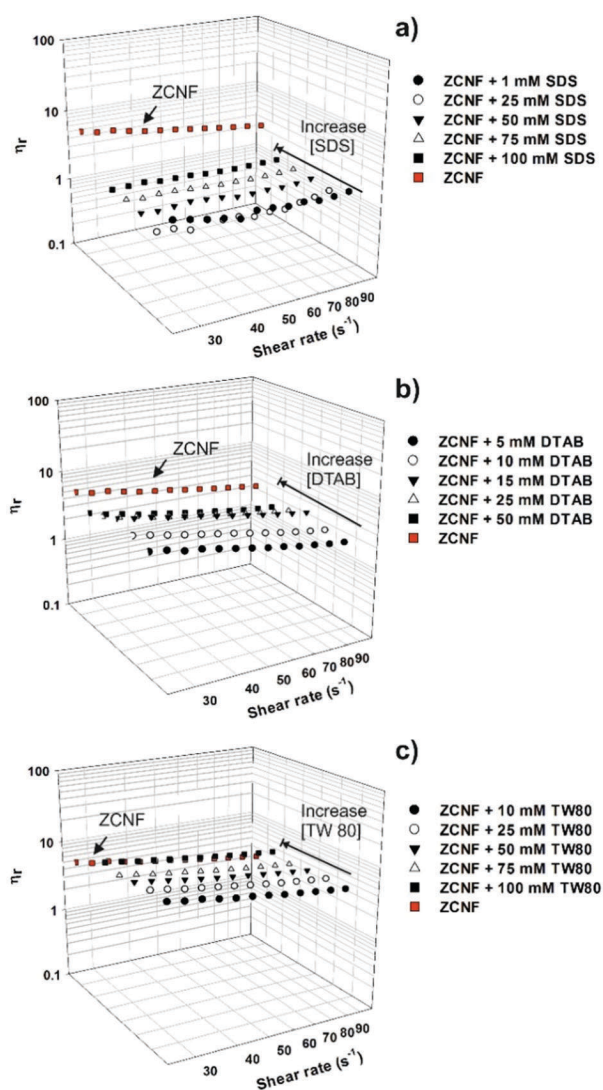 a)
100
10
1
0.1
ηr
ZCNF
Increase
[SDS]
30
40
50
60
70
80
90
Shear rate (s⁻¹)
ZCNF + 1 mM SDS
ZCNF + 25 mM SDS
ZCNF + 50 mM SDS
ZCNF + 75 mM SDS
ZCNF + 100 mM SDS
ZCNF
b)
100
10
1
0.1
ηr
ZCNF
Increase
[DTAB]
30
40
50
60
70
80
90
Shear rate (s⁻¹)
ZCNF + 5 mM DTAB
ZCNF + 10 mM DTAB
ZCNF + 15 mM DTAB
ZCNF + 25 mM DTAB
ZCNF + 50 mM DTAB
ZCNF
c)
100
10
1
0.1
ηr
ZCNF
Increase
[TW 80]
30
40
50
60
70
80
90
Shear rate (s⁻¹)
ZCNF + 10 mM TW80
ZCNF + 25 mM TW80
ZCNF + 50 mM TW80
ZCNF + 75 mM TW80
ZCNF + 100 mM TW80
ZCNF